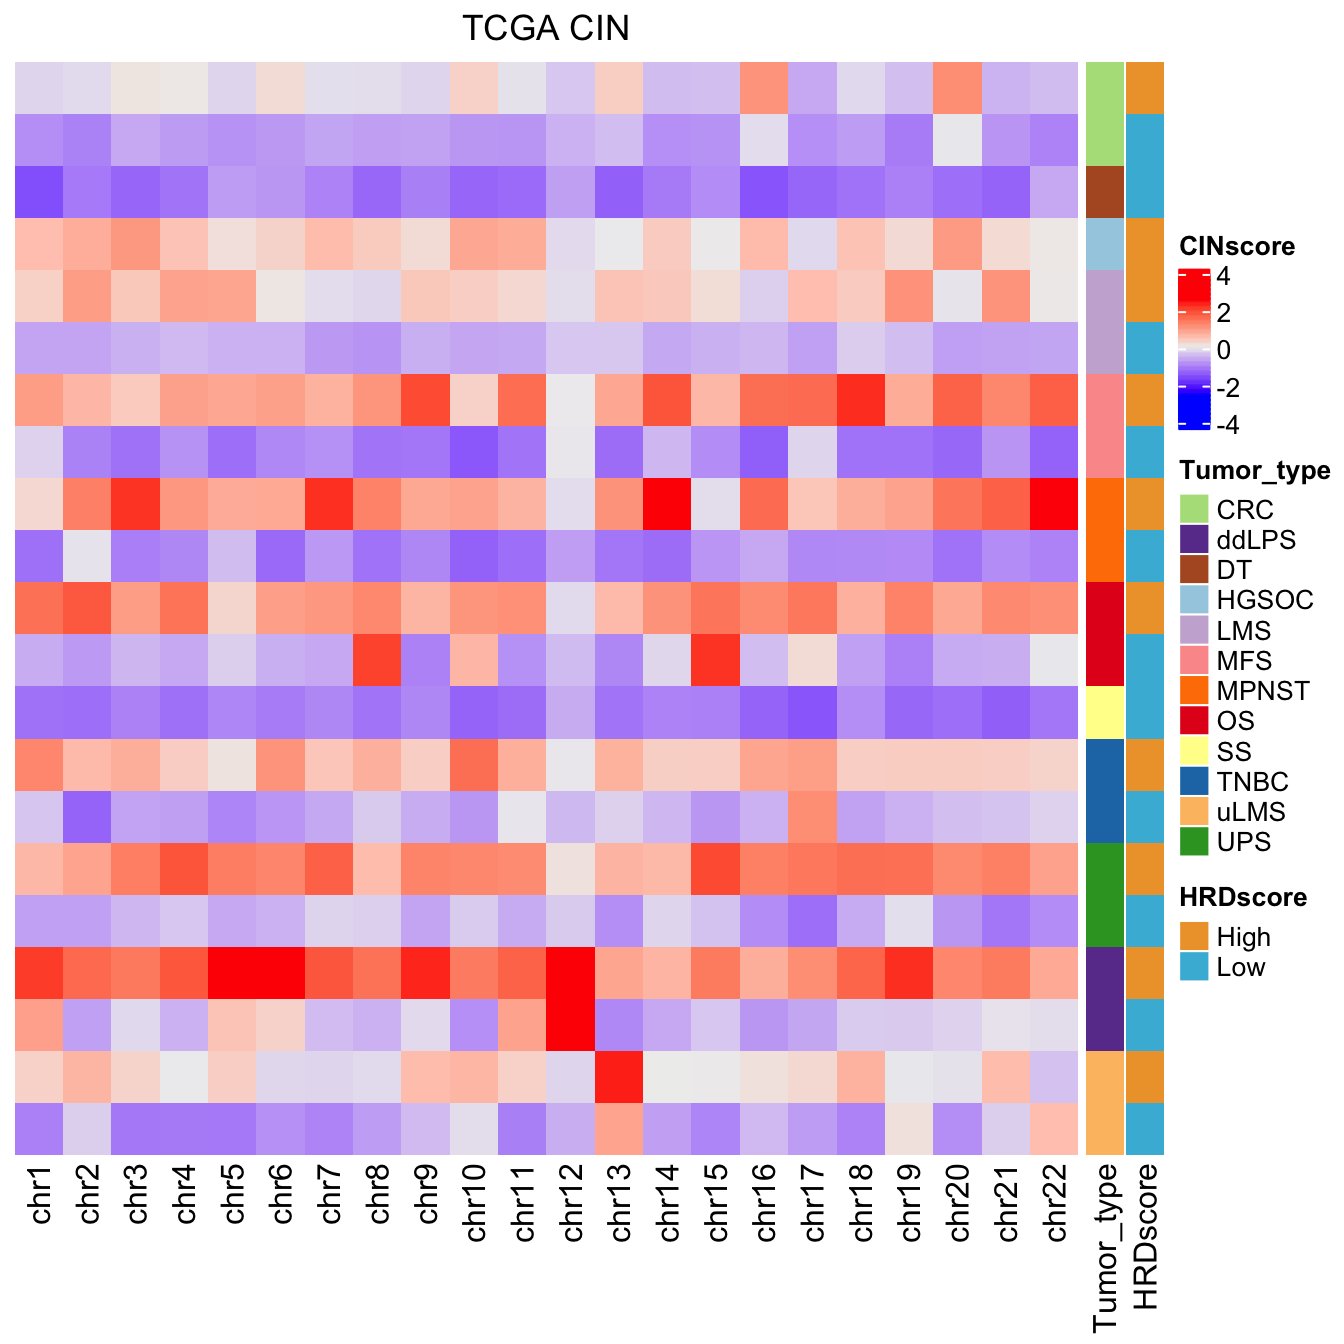 TCGA CIN
CINscore
4
2
0
-2
-4
Tumor_type
CRC
ddLPS
DT
HGSOC
LMS
MFS
MPNST
OS
SS
TNBC
uLMS
UPS
HRDscore
High
Low
chr1
chr2
chr3
chr4
chr5
chr6
chr7
chr8
chr9
chr10
chr11
chr12
chr13
chr14
chr15
chr16
chr17
chr18
chr19
chr20
chr21
chr22
Tumor_type
HRDscore